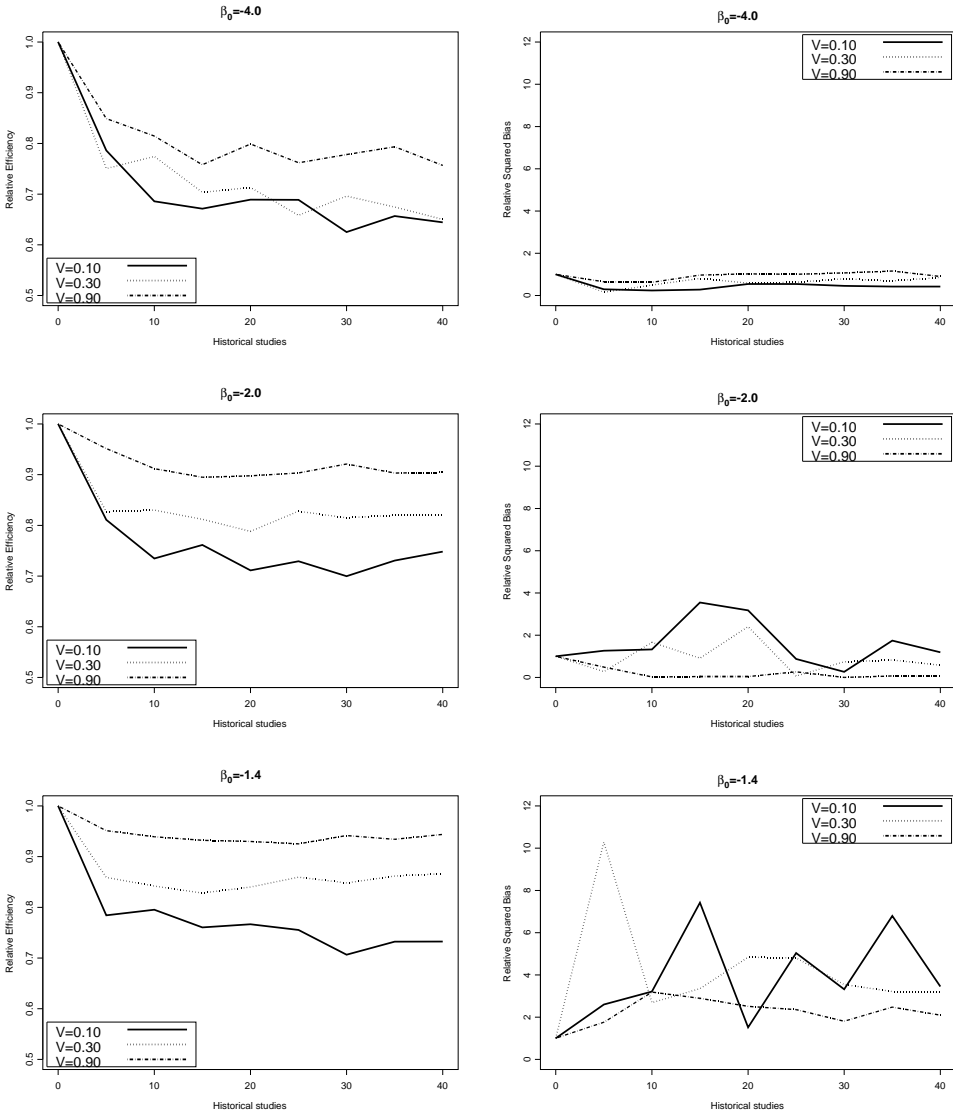 β0=-4.0
Relative Efficiency
1.0
0.9
0.8
0.7
0.6
0.5
V=0.10
V=0.30
V=0.90
0 10 20 30 40
Historical studies
β0=-4.0
Relative Squared Bias
12
10
8
6
4
2
0
V=0.10
V=0.30
V=0.90
0 10 20 30 40
Historical studies
β0=-2.0
Relative Efficiency
1.0
0.9
0.8
0.7
0.6
0.5
V=0.10
V=0.30
V=0.90
0 10 20 30 40
Historical studies
β0=-2.0
Relative Squared Bias
12
10
8
6
4
2
0
V=0.10
V=0.30
V=0.90
0 10 20 30 40
Historical studies
β0=-1.4
Relative Efficiency
1.0
0.9
0.8
0.7
0.6
0.5
V=0.10
V=0.30
V=0.90
0 10 20 30 40
Historical studies
β0=-1.4
Relative Squared Bias
12
10
8
6
4
2
0
V=0.10
V=0.30
V=0.90
0 10 20 30 40
Historical studies